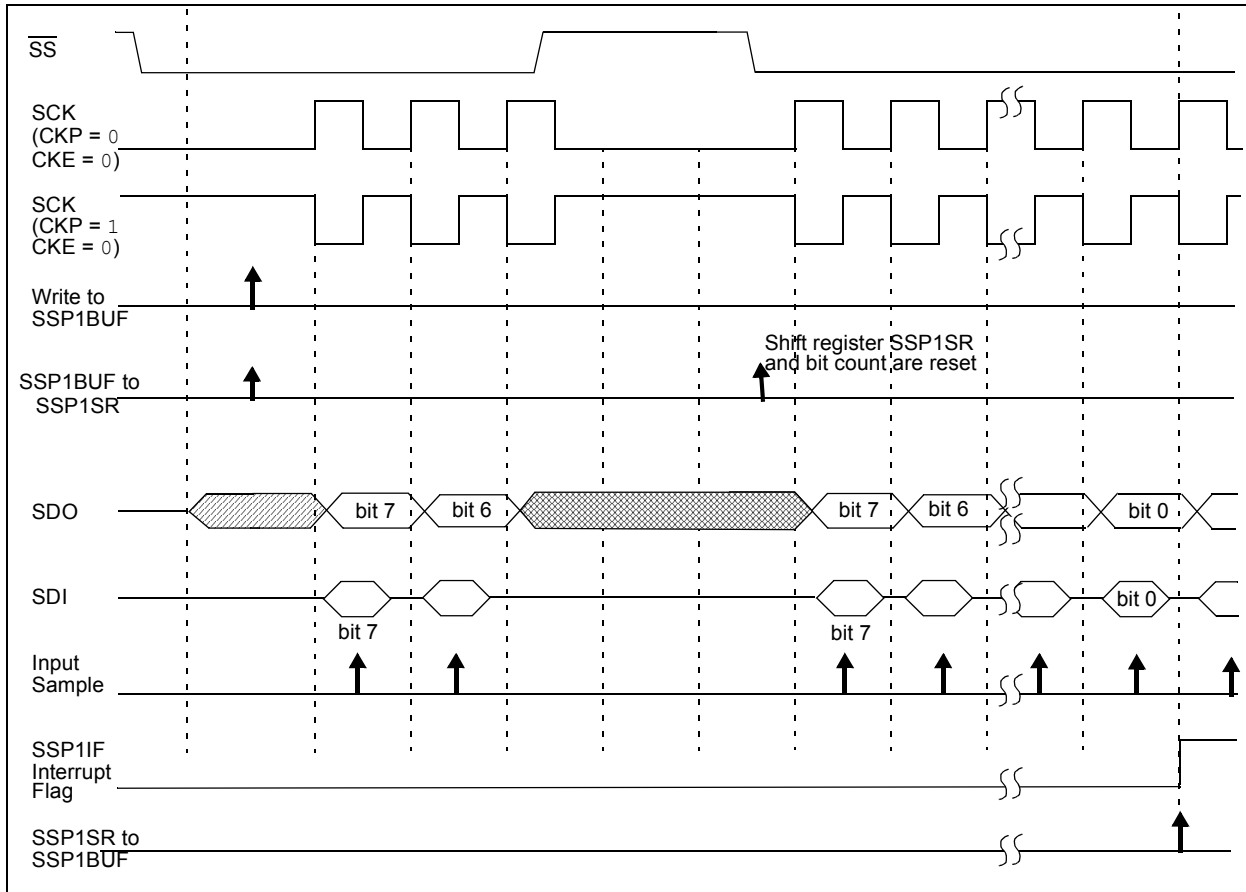 SS
SCK
(CKP = 0
CKE = 0)
SCK
(CKP = 1
CKE = 0)
Write to
SSP1BUF
Shift register SSP1SR
and bit count are reset
SSP1BUF to
SSP1SR
SDO
bit 7
bit 6
bit 7
bit 6
bit 0
SDI
bit 0
bit 7
bit 7
Input
Sample
SSP1IF
Interrupt
Flag
SSP1SR to
SSP1BUF